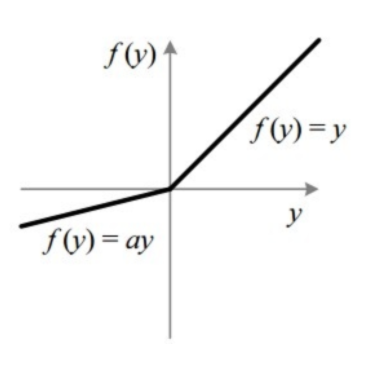 f(y)
f(y) = y
y
f(y) = ay